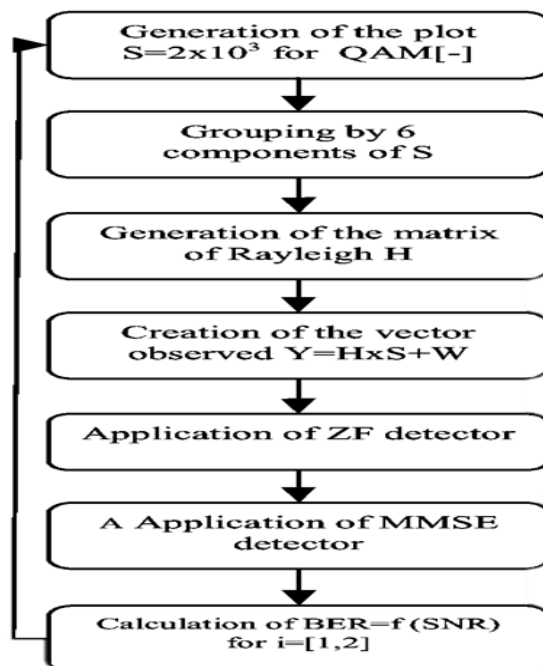 Generation of the plot
S=2x10³ for QAM[-]
Grouping by 6
components of S
Generation of the matrix
of Rayleigh H
Creation of the vector
observed Y=HxS+W
Application of ZF detector
A Application of MMSE
detector
Calculation of BER=f (SNR)
for i=[1,2]